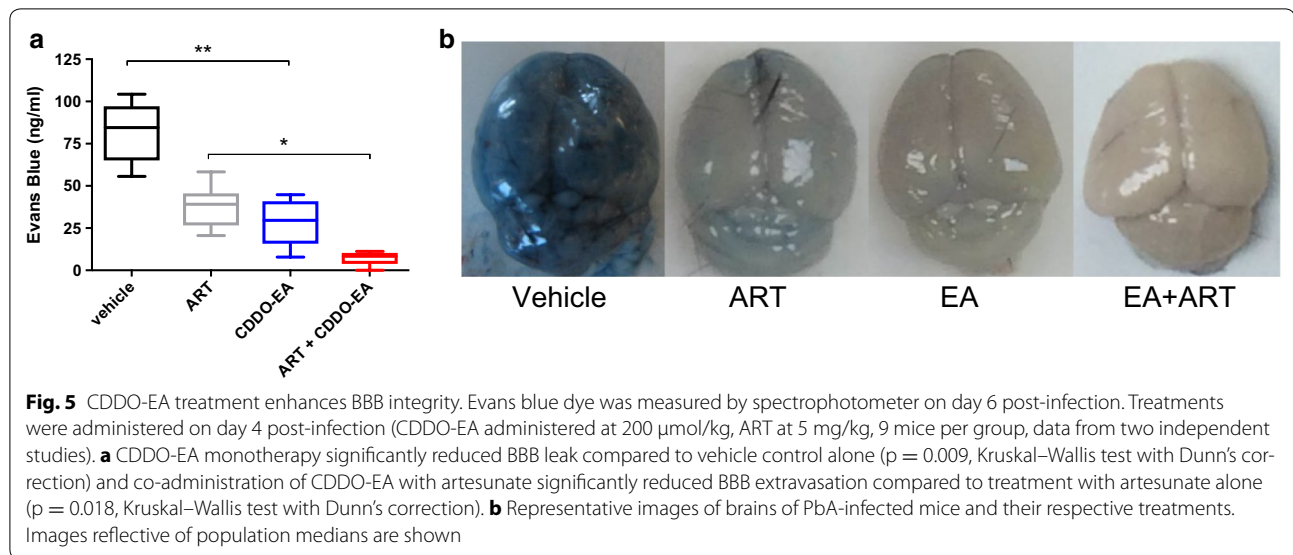 a
**
*
Evans Blue (ng/ml)
125
100
75
50
25
0
vehicle
ART
CDDO-EA
ART + CDDO-EA
b
Vehicle
ART
EA
EA+ART
Fig. 5 CDDO-EA treatment enhances BBB integrity. Evans blue dye was measured by spectrophotometer on day 6 post-infection. Treatments
were administered on day 4 post-infection (CDDO-EA administered at 200 μmol/kg, ART at 5 mg/kg, 9 mice per group, data from two independent
studies). a CDDO-EA monotherapy significantly reduced BBB leak compared to vehicle control alone (p = 0.009, Kruskal–Wallis test with Dunn's cor-
rection) and co-administration of CDDO-EA with artesunate significantly reduced BBB extravasation compared to treatment with artesunate alone
(p = 0.018, Kruskal–Wallis test with Dunn's correction). b Representative images of brains of PbA-infected mice and their respective treatments.
Images reflective of population medians are shown